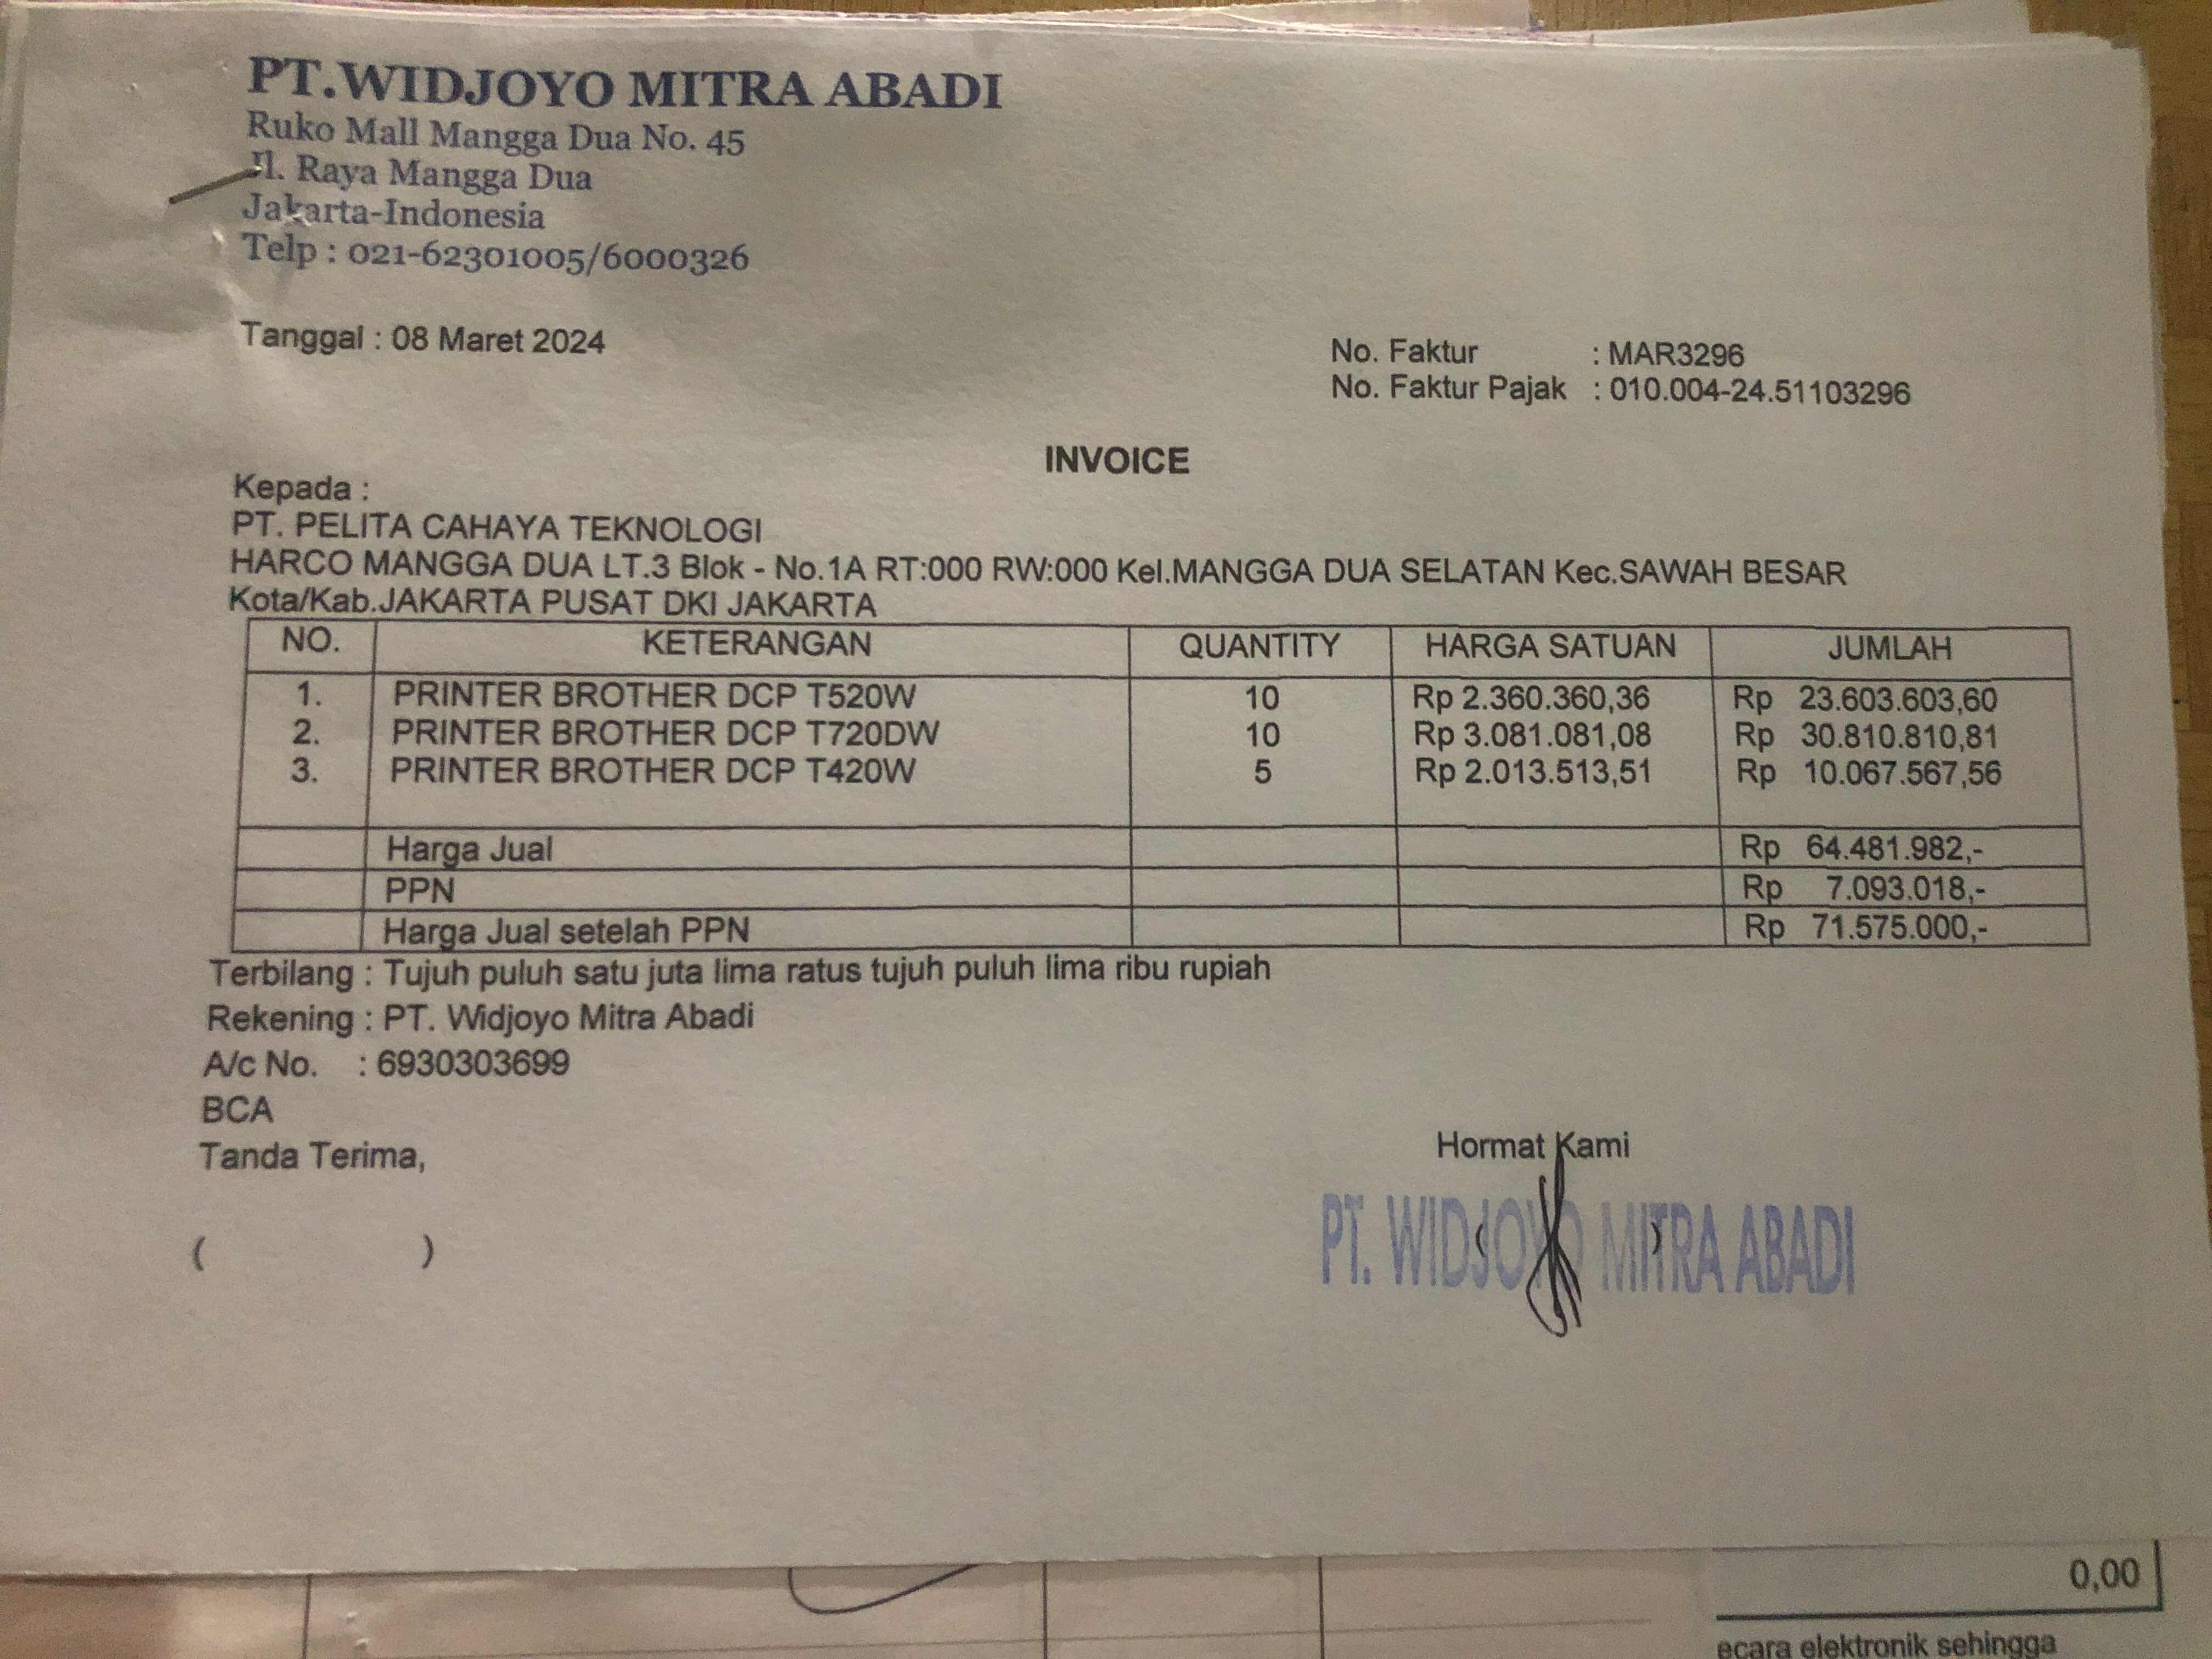 PT.WIDJOYO MITRA ABADI
Ruko Mall Mangga Dua No. 45
Jl. Raya Mangga Dua
Jakarta-Indonesia
Telp : 021-62301005/6000326
Tanggal : 08 Maret 2024
No. Faktur : MAR3296
No. Faktur Pajak : 010.004-24.51103296
INVOICE
Kepada :
PT. PELITA CAHAYA TEKNOLOGI
HARCO MANGGA DUA LT.3 Blok - No.1A RT:000 RW:000 Kel.MANGGA DUA SELATAN Kec.SAWAH BESAR
Kota/Kab.JAKARTA PUSAT DKI JAKARTA
NO. KETERANGAN QUANTITY HARGA SATUAN JUMLAH
1. PRINTER BROTHER DCP T520W 10 Rp 2.360.360,36 Rp 23.603.603,60
2. PRINTER BROTHER DCP T720DW 10 Rp 3.081.081,08 Rp 30.810.810,81
3. PRINTER BROTHER DCP T420W 5 Rp 2.013.513,51 Rp 10.067.567,56
Harga Jual Rp 64.481.982,-
PPN Rp 7.093.018,-
Harga Jual setelah PPN Rp 71.575.000,-
Terbilang : Tujuh puluh satu juta lima ratus tujuh puluh lima ribu rupiah
Rekening : PT. Widjoyo Mitra Abadi
A/c No. : 6930303699
BCA
Tanda Terima,
Hormat Kami
PT. WIDJOYO MITRA ABADI
( )
( )
0,00
ecara elektronik sehingga